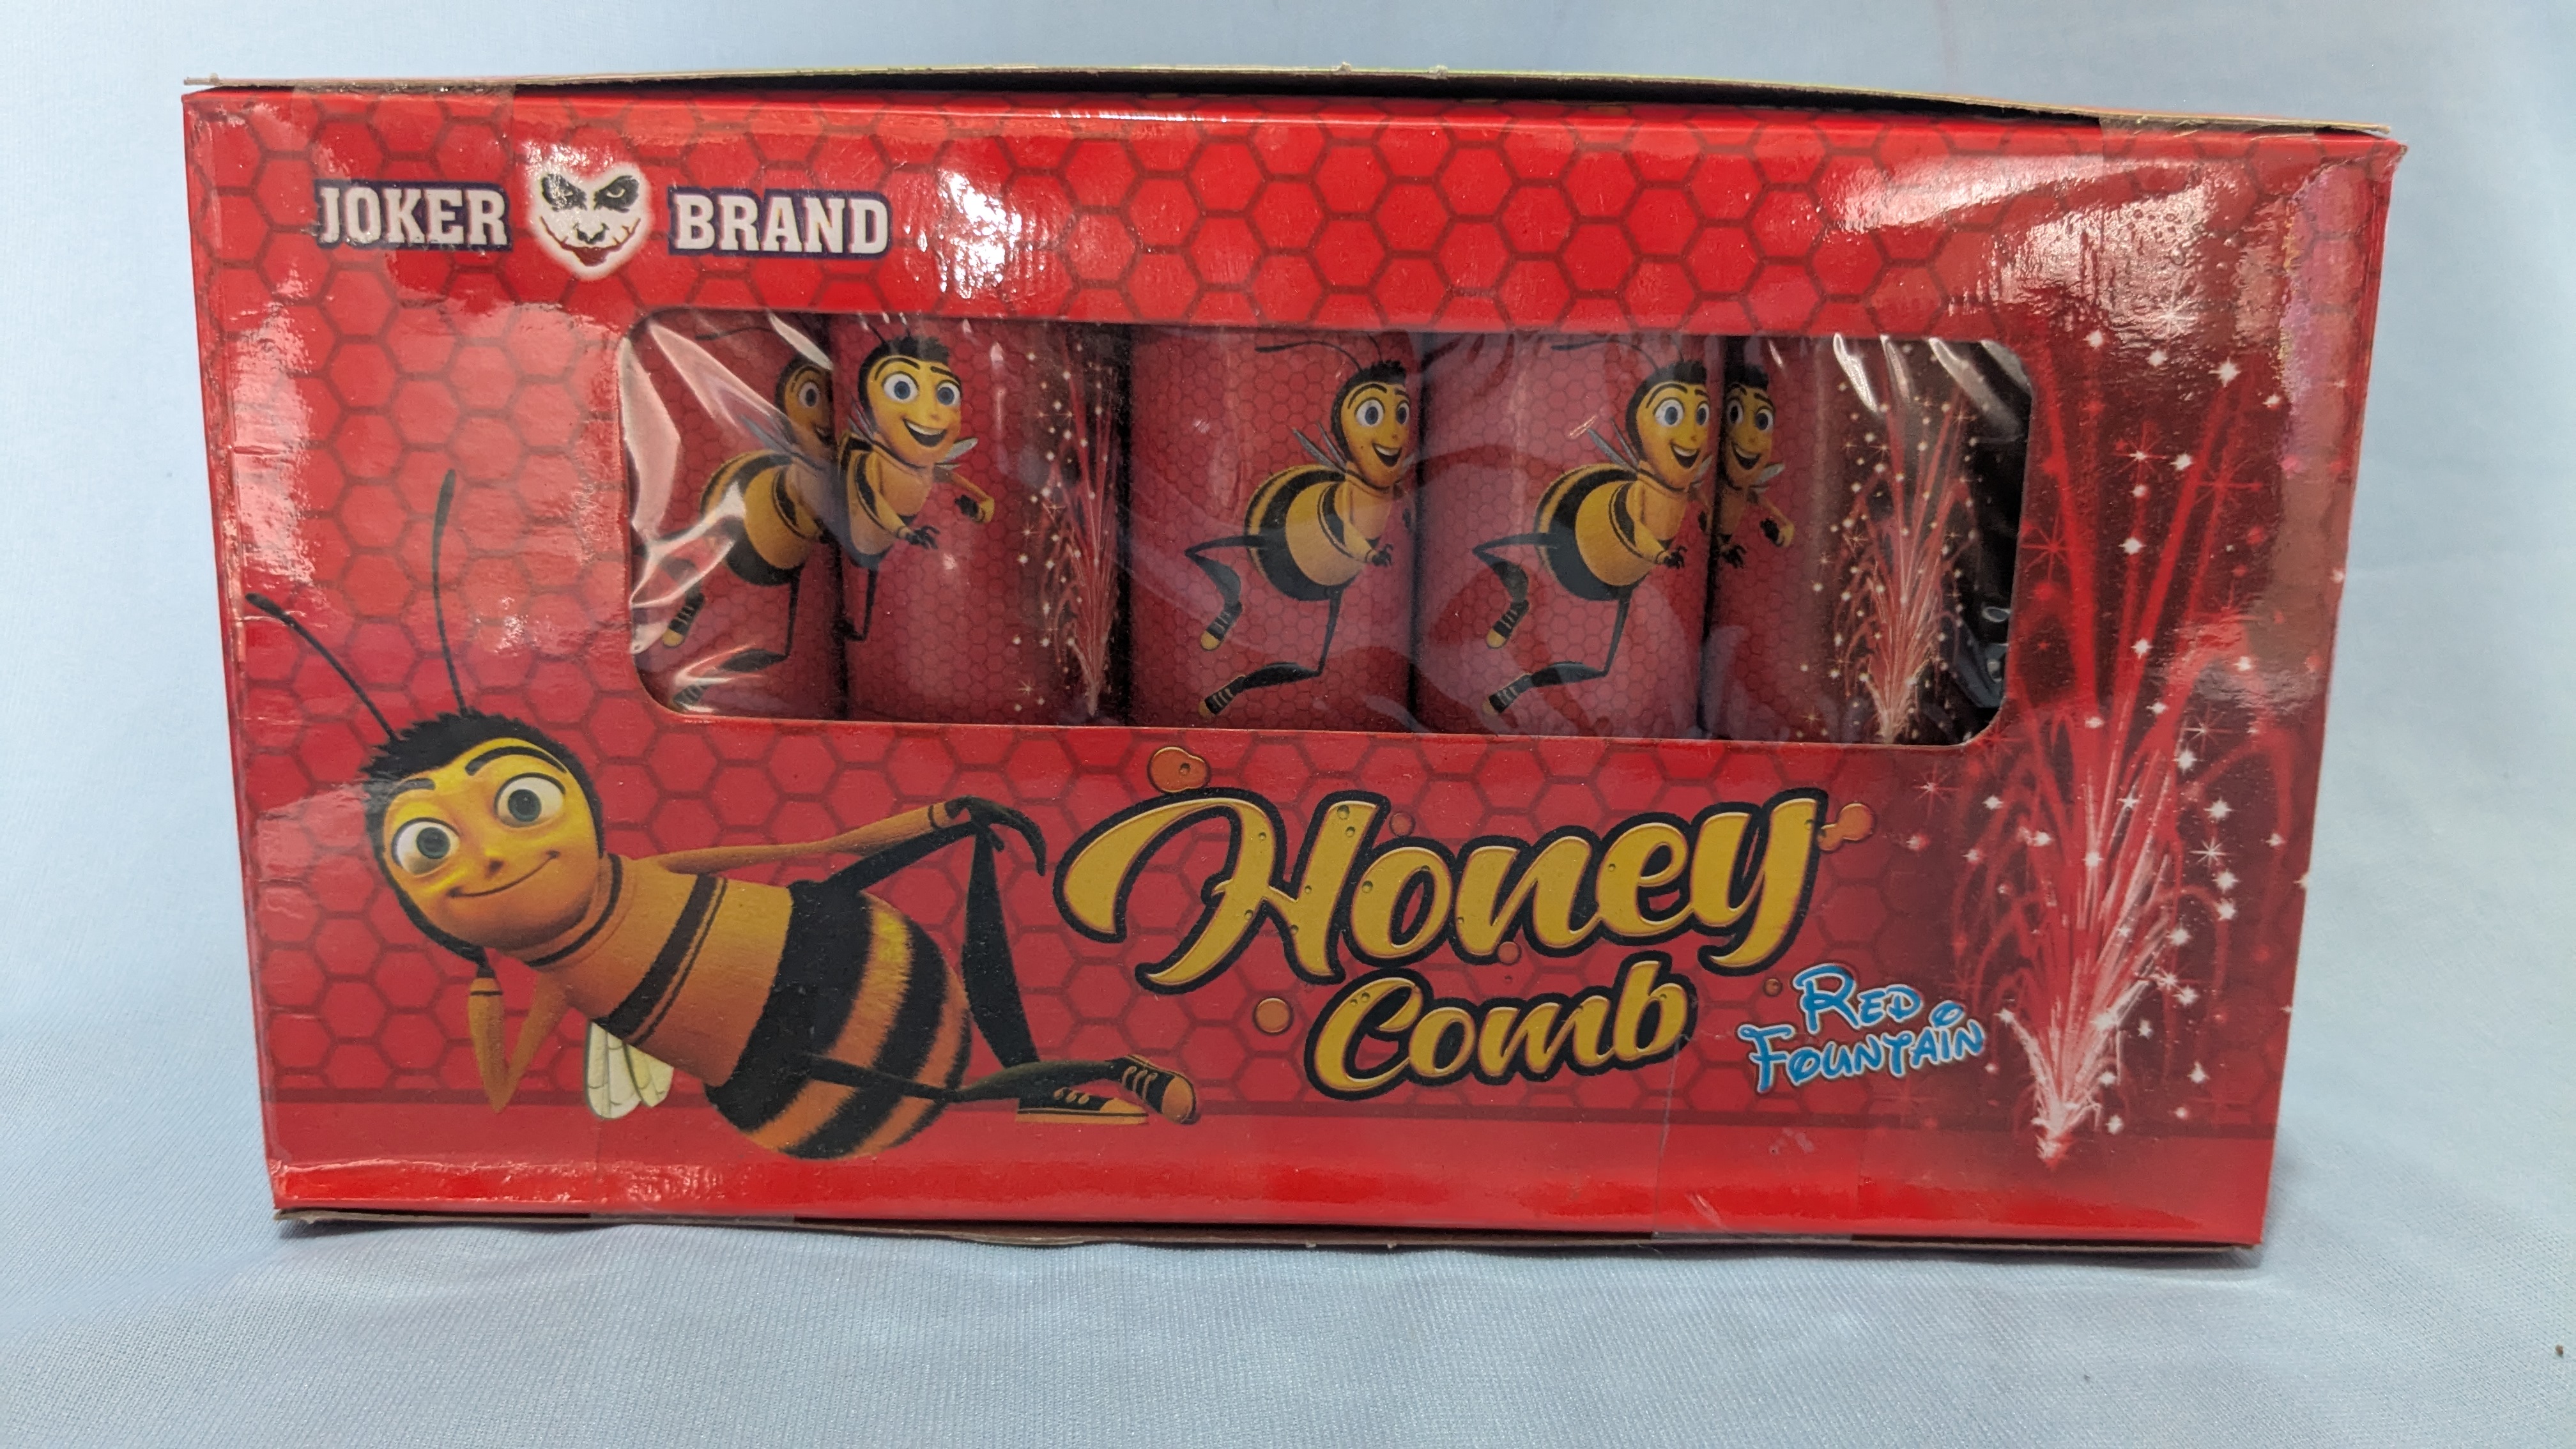 JOKER BRAND
Honey
Comb
RED
FOUNTAIN